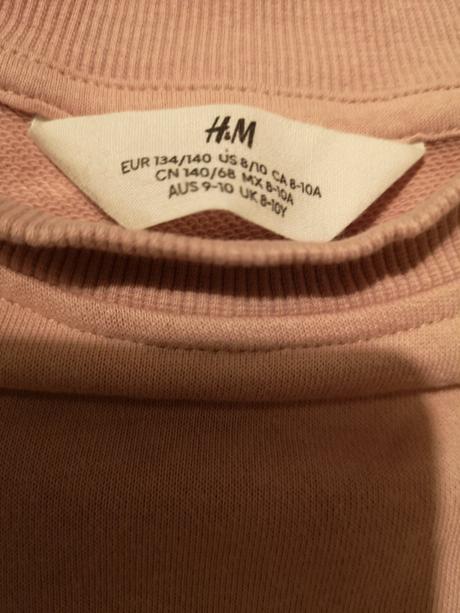 H&M
EUR 134/140 US 8/10 CA 8-10A
CN 140/68 MX 8-10A
AUS 9-10 UK 8-10Y